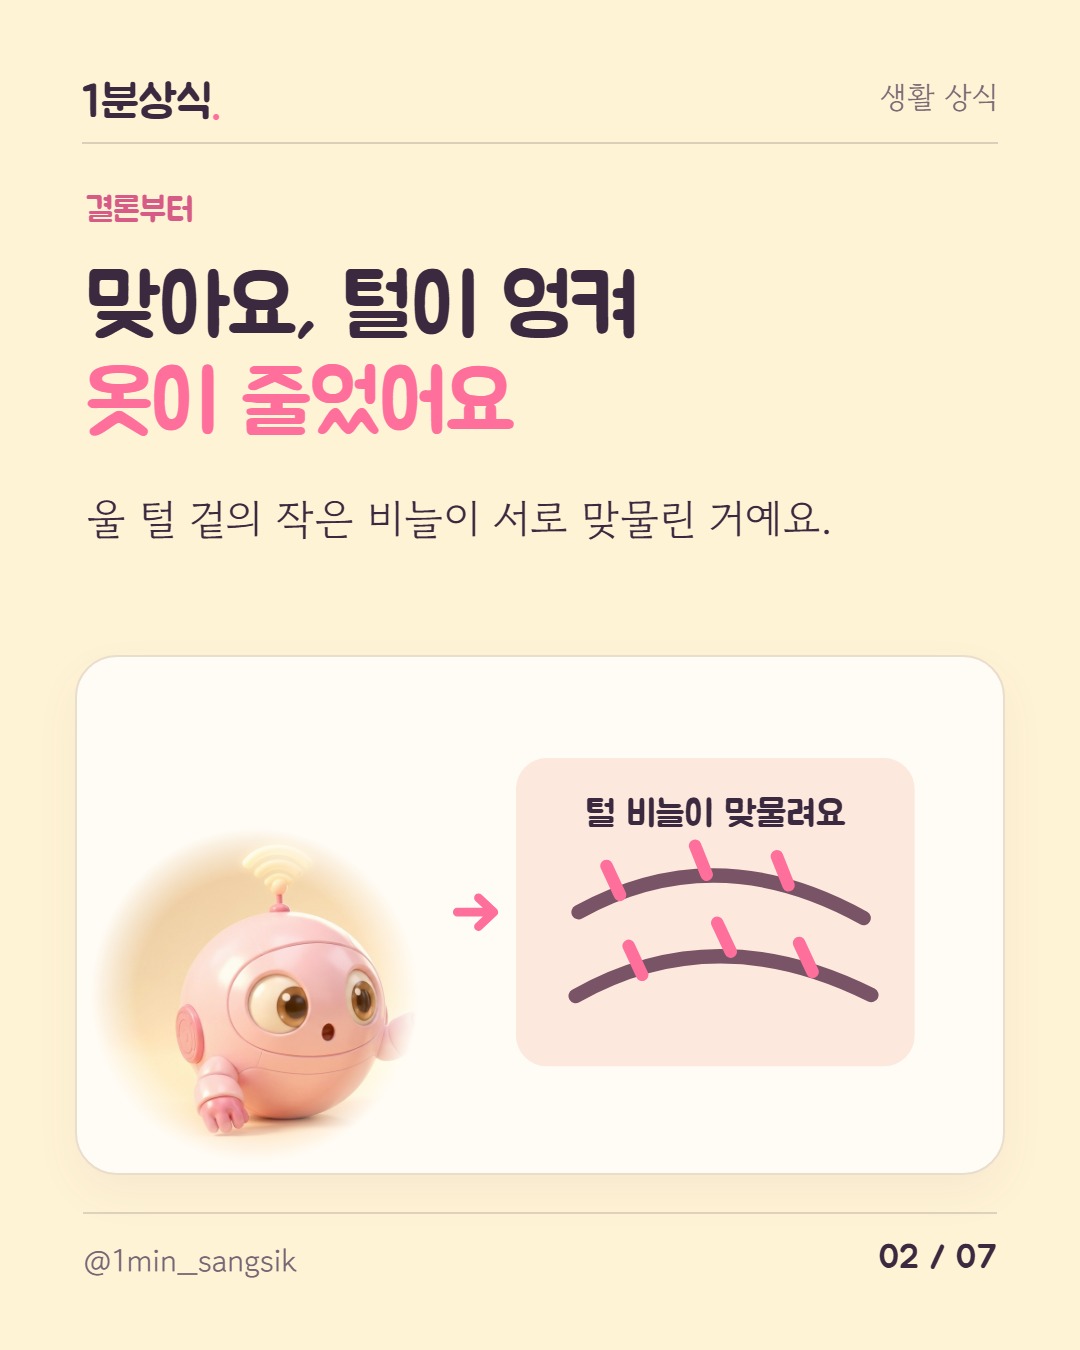 1분상식.
생활 상식
결론부터
맞아요, 털이 엉켜
옷이 줄었어요
울 털 겉의 작은 비늘이 서로 맞물린 거예요.
털 비늘이 맞물려요
@1min_sangsik
02 / 07